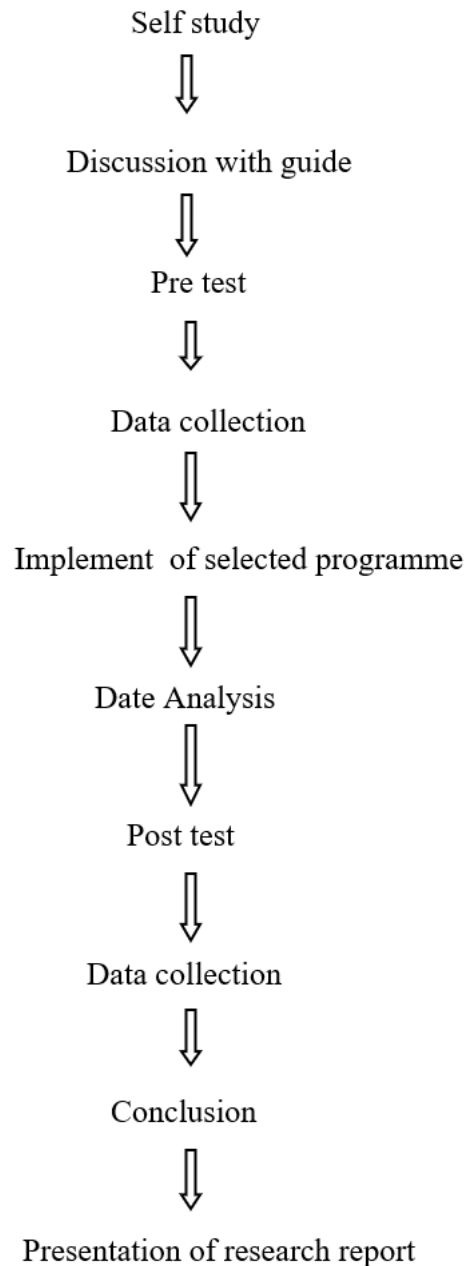 Self study
Discussion with guide
Pre test
Data collection
Implement  of selected programme
Date Analysis
Post test
Data collection
Conclusion
Presentation of research report